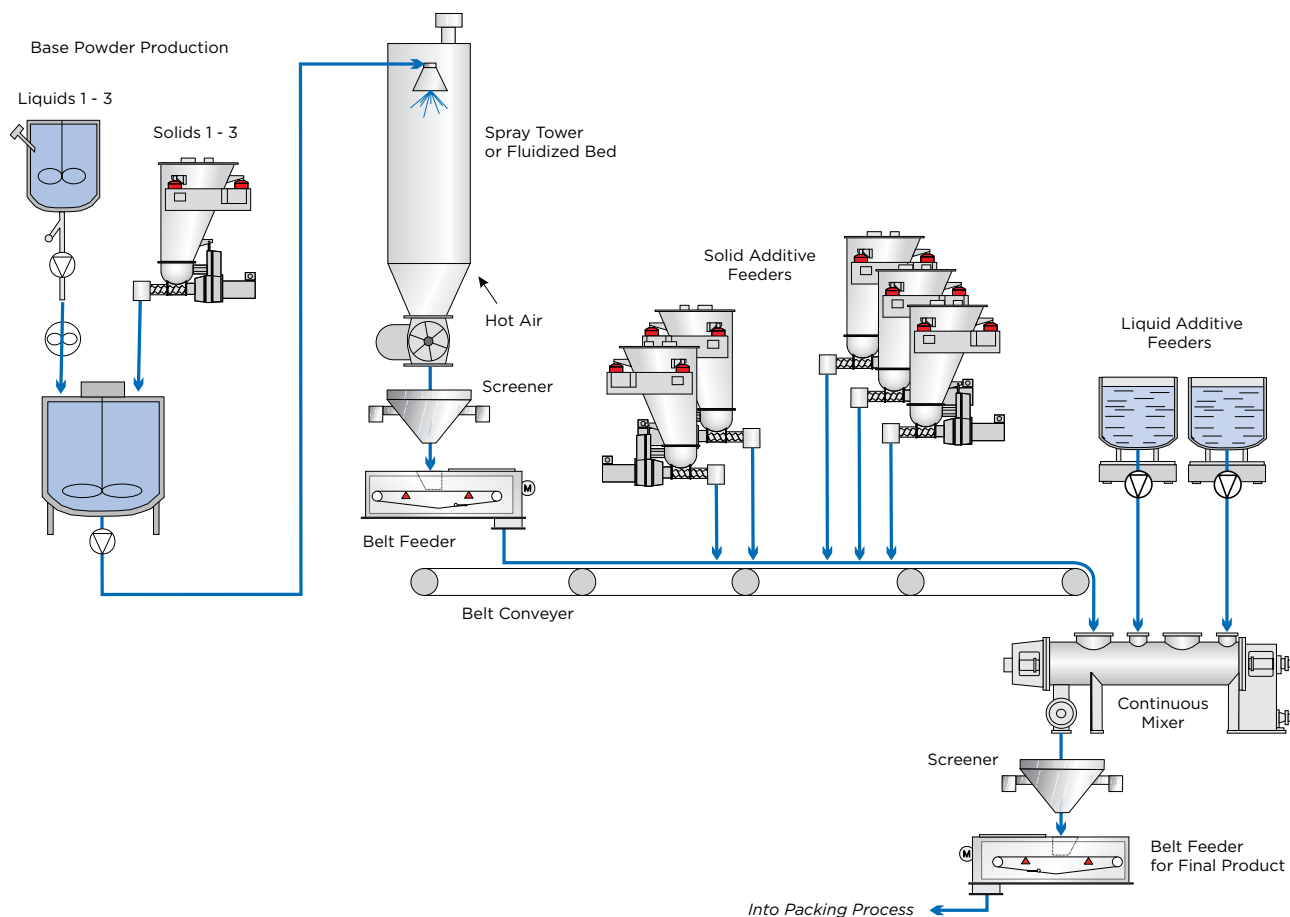 Base Powder Production
Liquids 1 - 3
Solids 1 - 3
Spray Tower
or Fluidized Bed
Hot Air
Screener
M
Belt Feeder
Solid Additive
Feeders
Liquid Additive
Feeders
Belt Conveyer
Continuous
Mixer
Screener
M
Belt Feeder
for Final Product
Into Packing Process